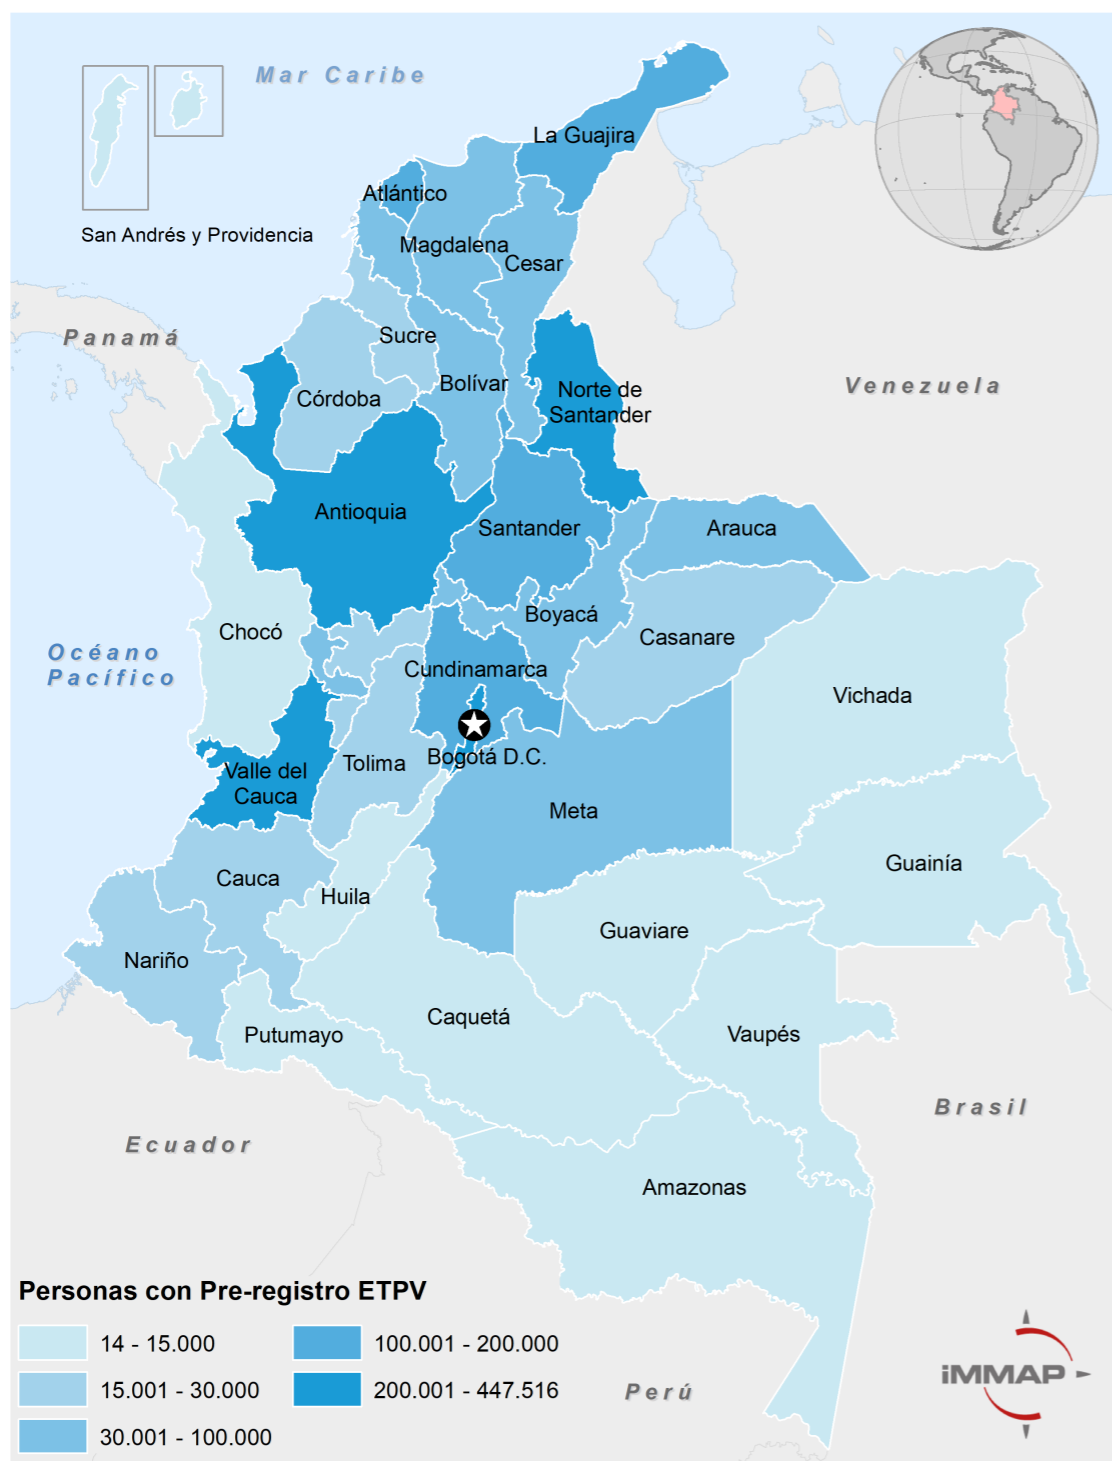 Mar Caribe
La Guajira
Atlántico
San Andrés y Providencia
Magdalena
Cesar
Panamá
Sucre
Venezuela
Córdoba
Bolívar
Norte de
Santander
Antioquia
Santander
Arauca
Chocó
Boyacá
Casanare
Océano
Pacífico
Cundinamarca
Vichada
Bogotá D.C.
Tolima
Valle del
Cauca
Meta
Guainía
Cauca
Huila
Guaviare
Nariño
Caquetá
Putumayo
Vaupés
Brasil
Ecuador
Amazonas
Personas con Pre-registro ETPV
14 - 15.000
15.001 - 30.000
30.001 - 100.000
100.001 - 200.000
200.001 - 447.516
Perú
iMMAP